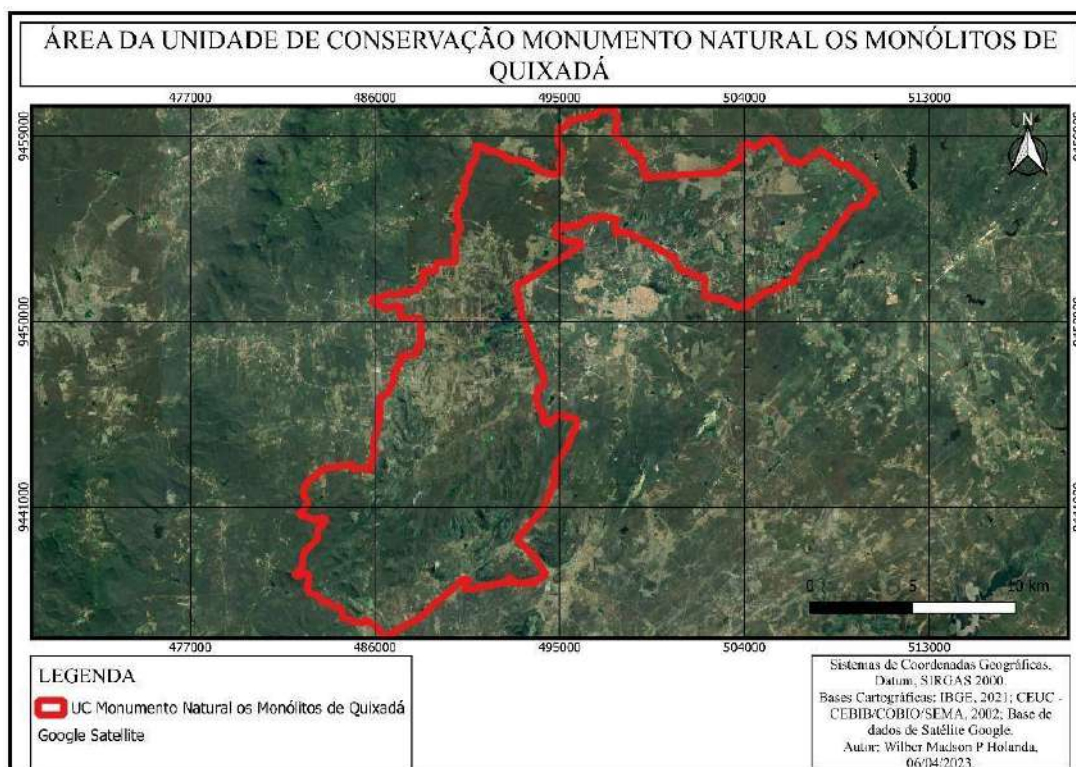 ÁREA DA UNIDADE DE CONSERVAÇÃO MONUMENTO NATURAL OS MONÓLITOS DE
QUIXADÁ
477000 486000 495000 504000 513000
9459000
N
9450000
9441000
0 5 10 km
477000 486000 495000 504000 513000
LEGENDA
UC Monumento Natural os Monólitos de Quixadá
Google Satellite
Sistemas de Coordenadas Geográficas,
Datum, SIRGAS 2000.
Bases Cartográficas; IBGE, 2021; CEUC -
CEBIB/COBIO/SEMA, 2002; Base de
dados de Satélite Google.
Autor: Wilber Madson P Holanda,
06/04/2023.